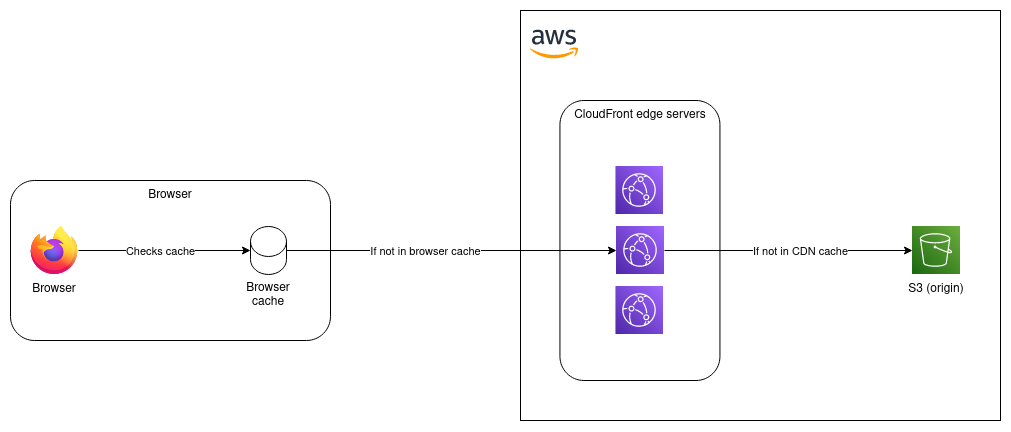 aws
CloudFront edge servers
Browser
Checks cache
If not in browser cache
If not in CDN cache
Browser
Browser
cache
S3 (origin)